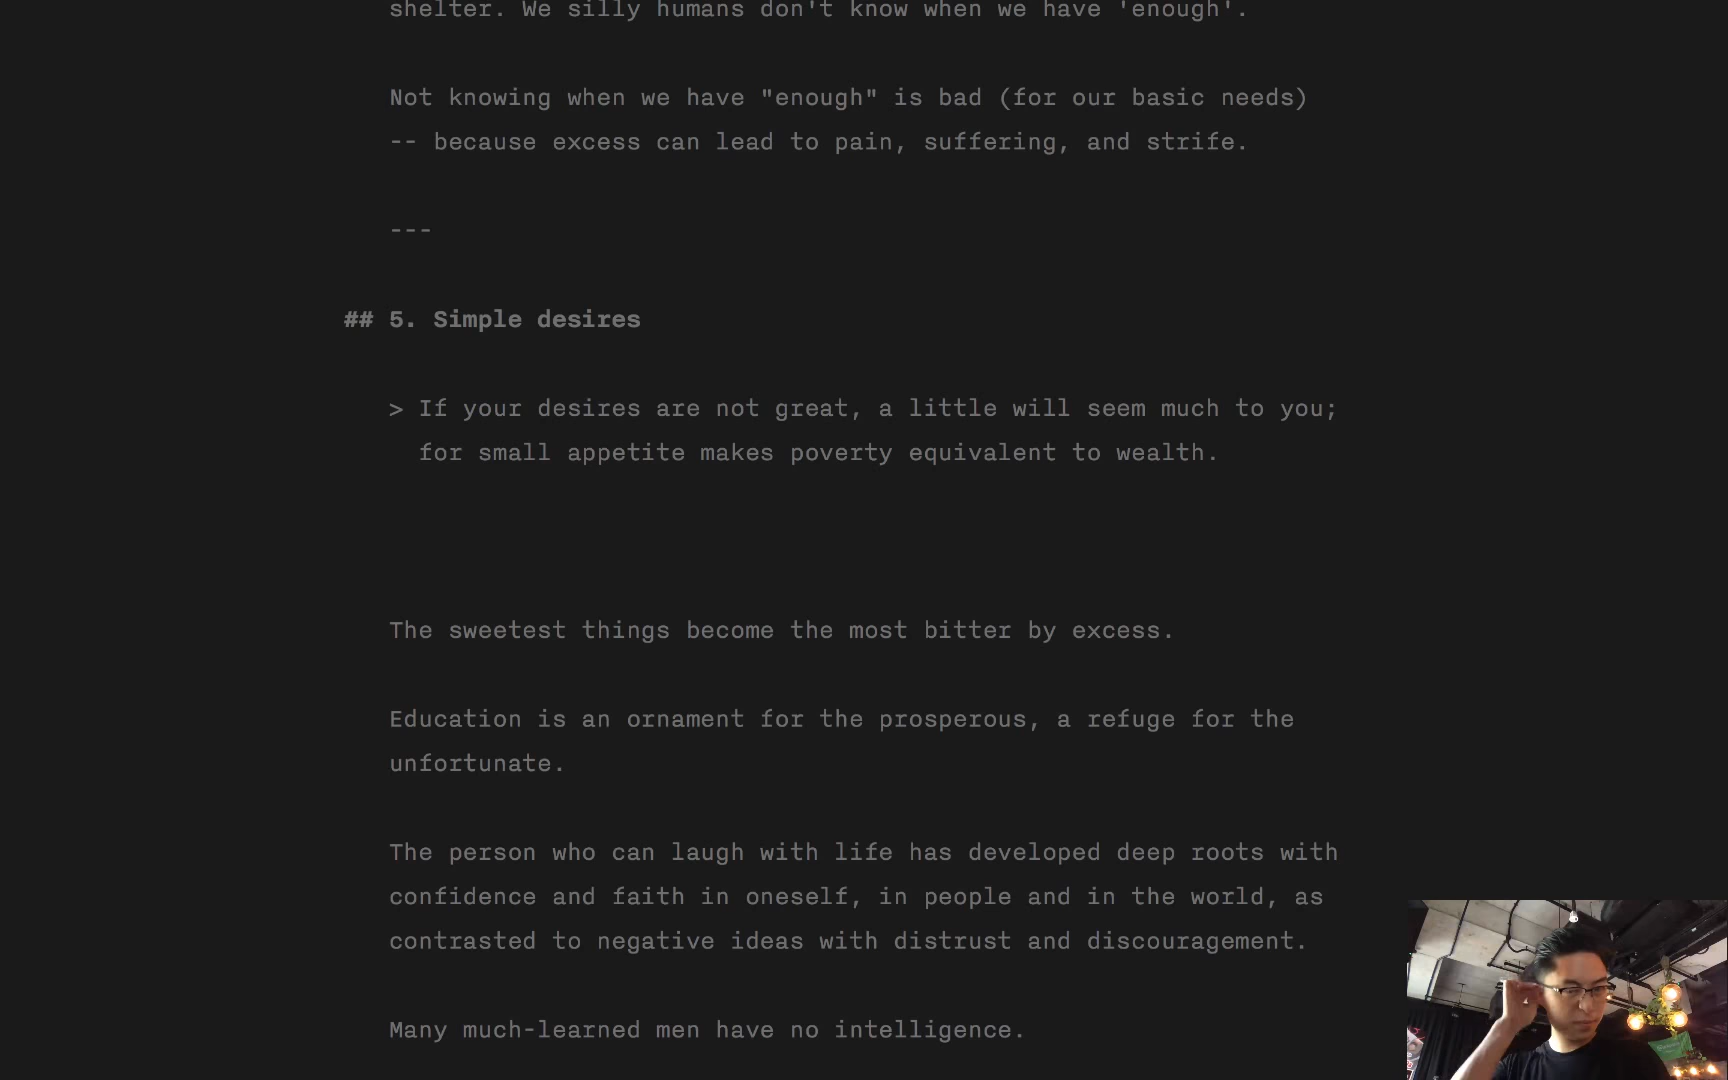 shelter. We silly humans don't know when we have 'enough'.
Not knowing when we have "enough" is bad (for our basic needs)
-- because excess can lead to pain, suffering, and strife.
---
## 5. Simple desires
> If your desires are not great, a little will seem much to you;
for small appetite makes poverty equivalent to wealth.
The sweetest things become the most bitter by excess.
Education is an ornament for the prosperous, a refuge for the
unfortunate.
The person who can laugh with life has developed deep roots with
confidence and faith in oneself, in people and in the world, as
contrasted to negative ideas with distrust and discouragement.
Many much-learned men have no intelligence.